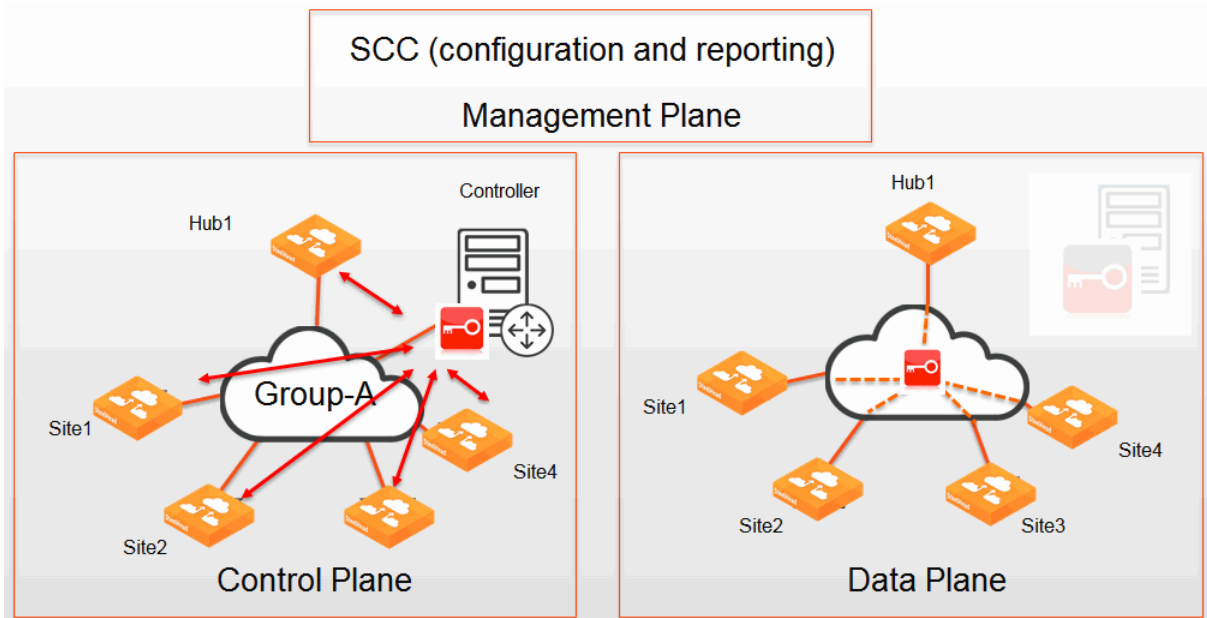 SCC (configuration and reporting)
Management Plane
Controller
Hub1
Group-A
Site1
Site4
Site2
Control Plane
Hub1
Site1
Site4
Site2
Site3
Data Plane